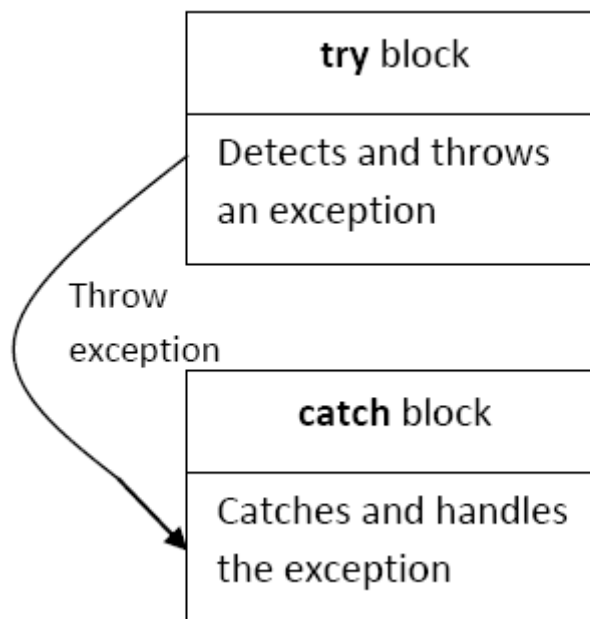 try block
Detects and throws
an exception
Throw
exception
catch block
Catches and handles
the exception